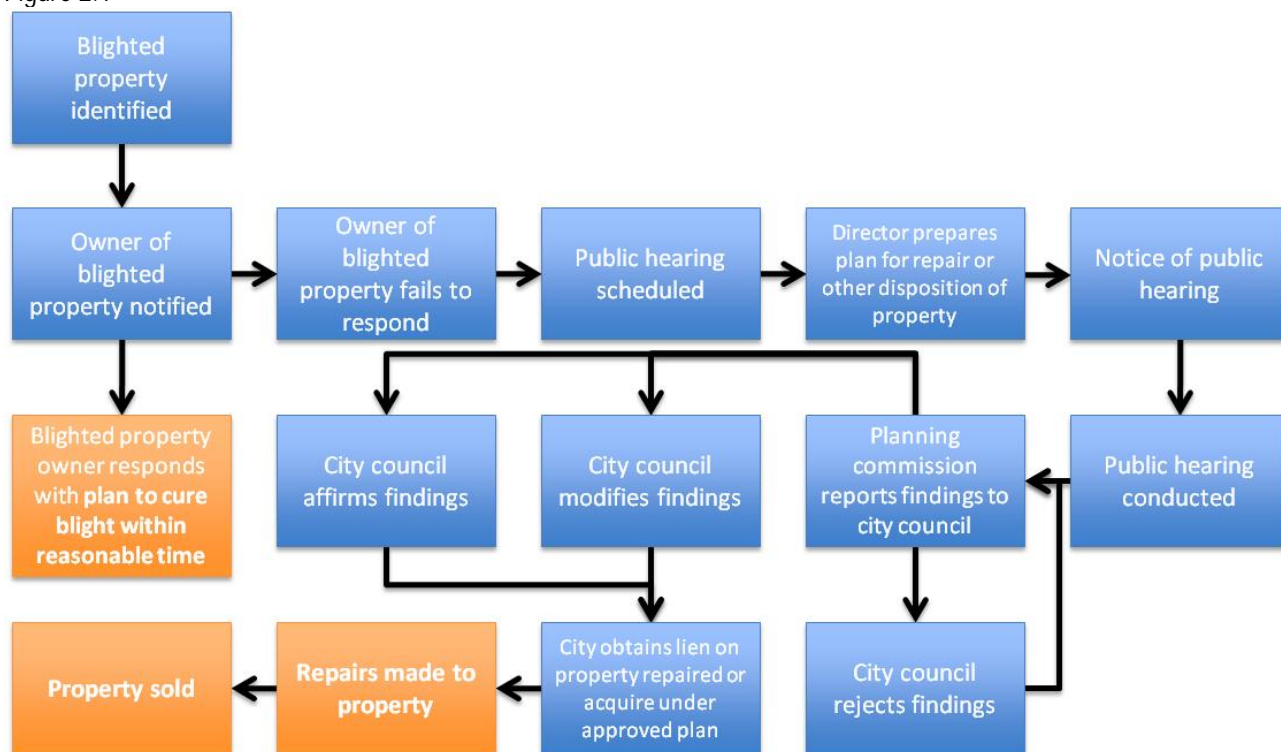 Figure 2.4
Blighted
property
identified
Owner of
blighted
property notified
Owner of
blighted
property fails to
respond
Public hearing
scheduled
Director prepares
plan for repair or
other disposition of
property
Notice of public
hearing
Blighted property
owner responds
with plan to cure
blight within
reasonable time
City council
affirms findings
City council
modifies findings
Planning
commission
reports findings to
city council
Public hearing
conducted
Property sold
Repairs made to
property
City obtains lien on
property repaired or
acquire under
approved plan
City council
rejects findings